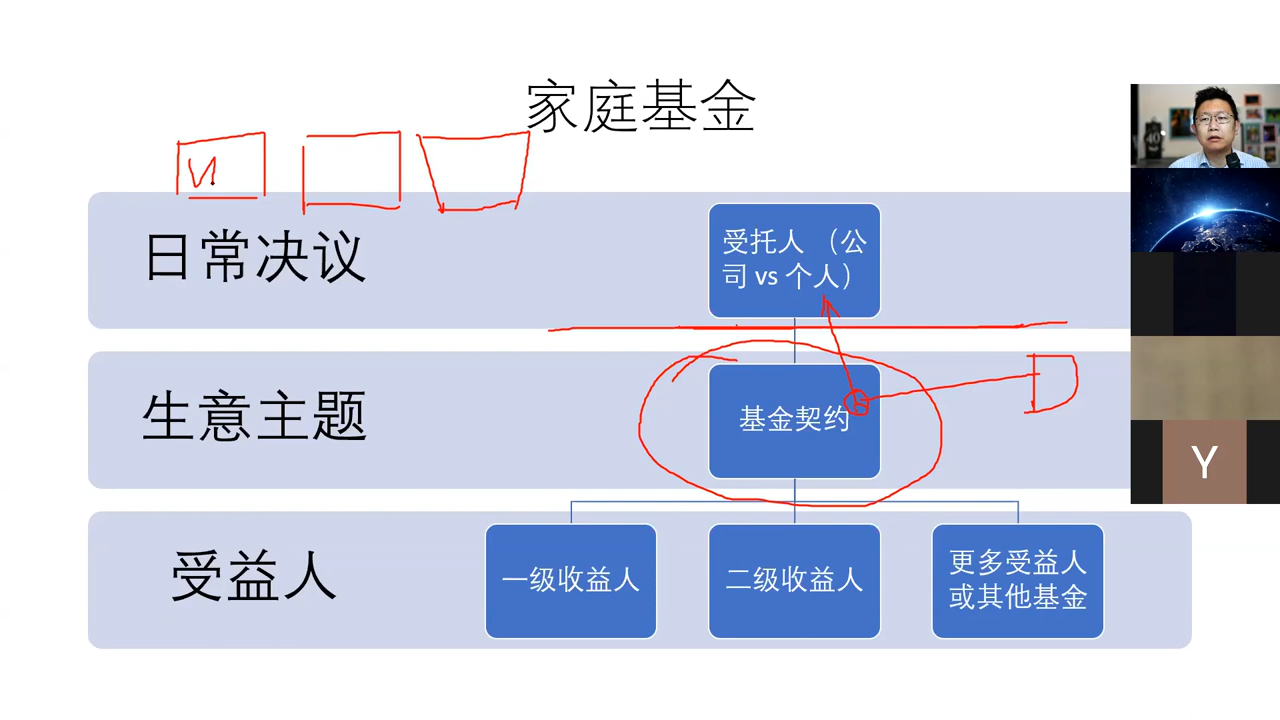 家庭基金
日常决议
受托人 （公
司 vs 个人）
生意主题
基金契约
受益人
一级收益人
二级收益人
更多受益人
或其他基金
Y